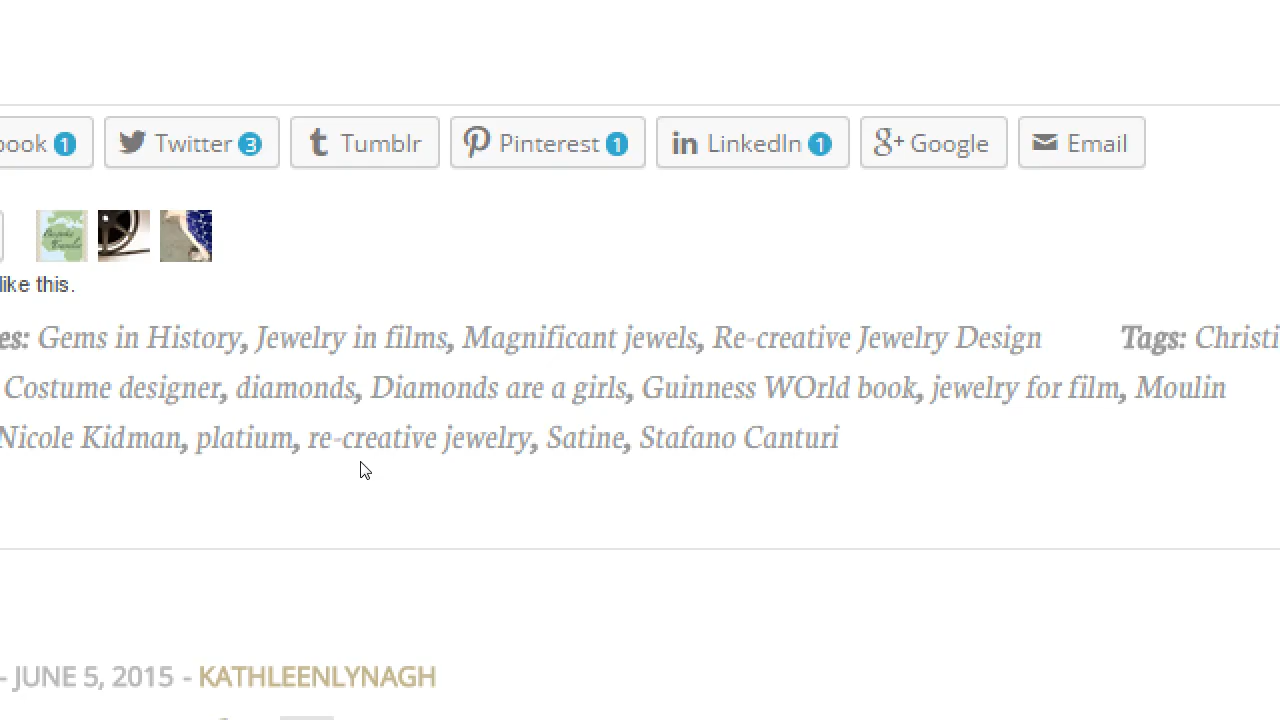 book 1 Twitter 3 Tumblr Pinterest 1 LinkedIn 1 g+ Google Email
like this.
es: Gems in History, Jewelry in films, Magnificant jewels, Re-creative Jewelry Design Tags: Christi
Costume designer, diamonds, Diamonds are a girls, Guinness WOrld book, jewelry for film, Moulin
Nicole Kidman, platium, re-creative jewelry, Satine, Stafano Canturi
- JUNE 5, 2015 - KATHLEENLYNAGH